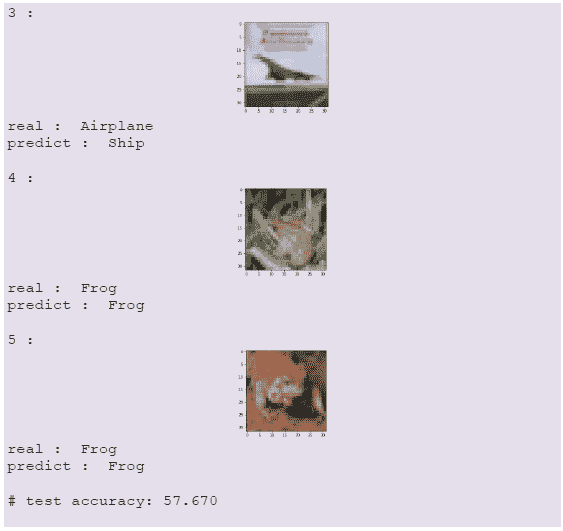 3 :
real :  Airplane
predict :  Ship
4 :
real :  Frog
predict :  Frog
5 :
real :  Frog
predict :  Frog
# test accuracy: 57.670